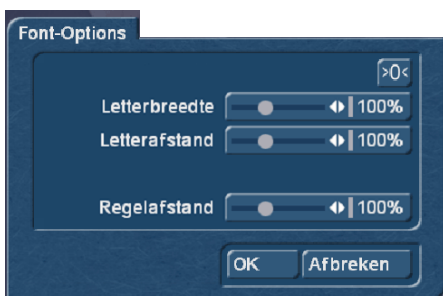 Font-Options
>0<
Letterbreedte 100%
Letterafstand 100%
Regelafstand 100%
OK Afbreken